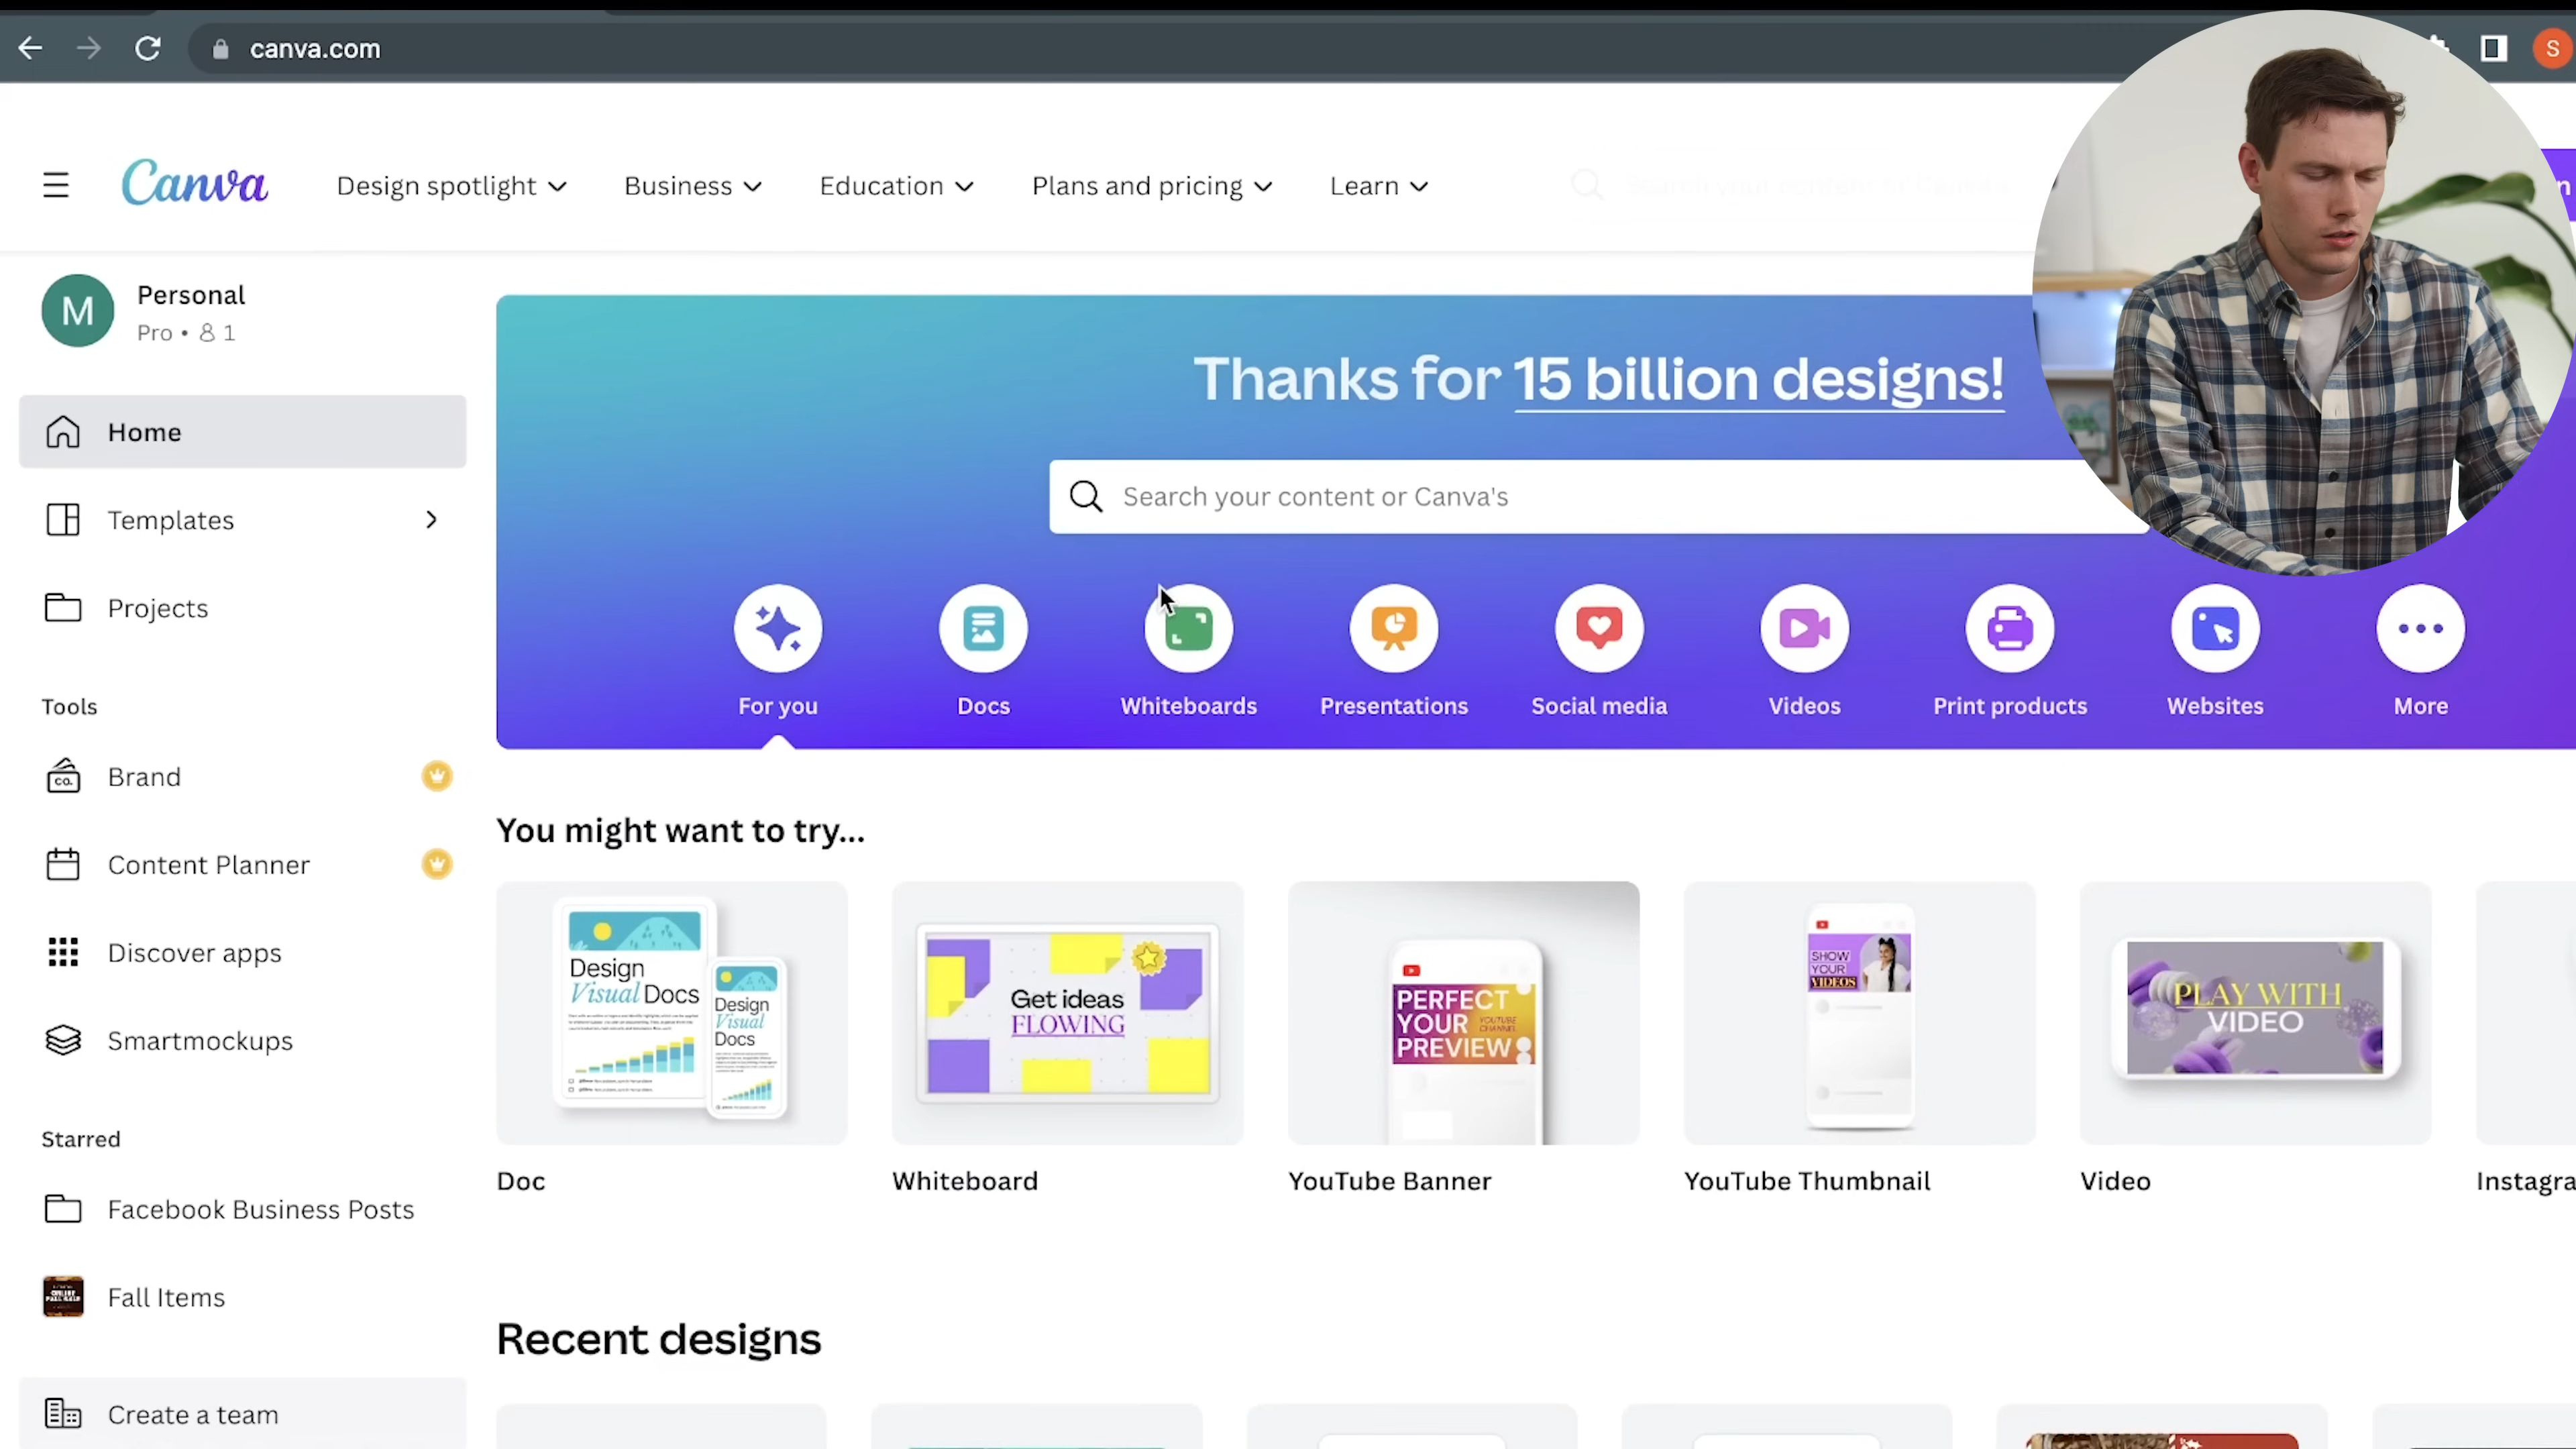 canva.com
S
Canva
Design spotlight
Business
Education
Plans and pricing
Learn
M
Personal
Pro • 1
Home
Templates
Projects
Tools
Brand
CO.
Content Planner
Discover apps
Smartmockups
Starred
Facebook Business Posts
Fall Items
Create a team
Thanks for 15 billion designs!
Search your content or Canva's
For you
Docs
Whiteboards
Presentations
Social media
Videos
Print products
Websites
More
You might want to try...
Design
Visual Docs
Design
Visual
Docs
Get ideas
FLOWING
PERFECT
YOUR
PREVIEW
YOUTUBE
CHANNEL
SHOW
YOUR
VIDEOS
PLAY WITH
VIDEO
Doc
Whiteboard
YouTube Banner
YouTube Thumbnail
Video
Instagra
Recent designs